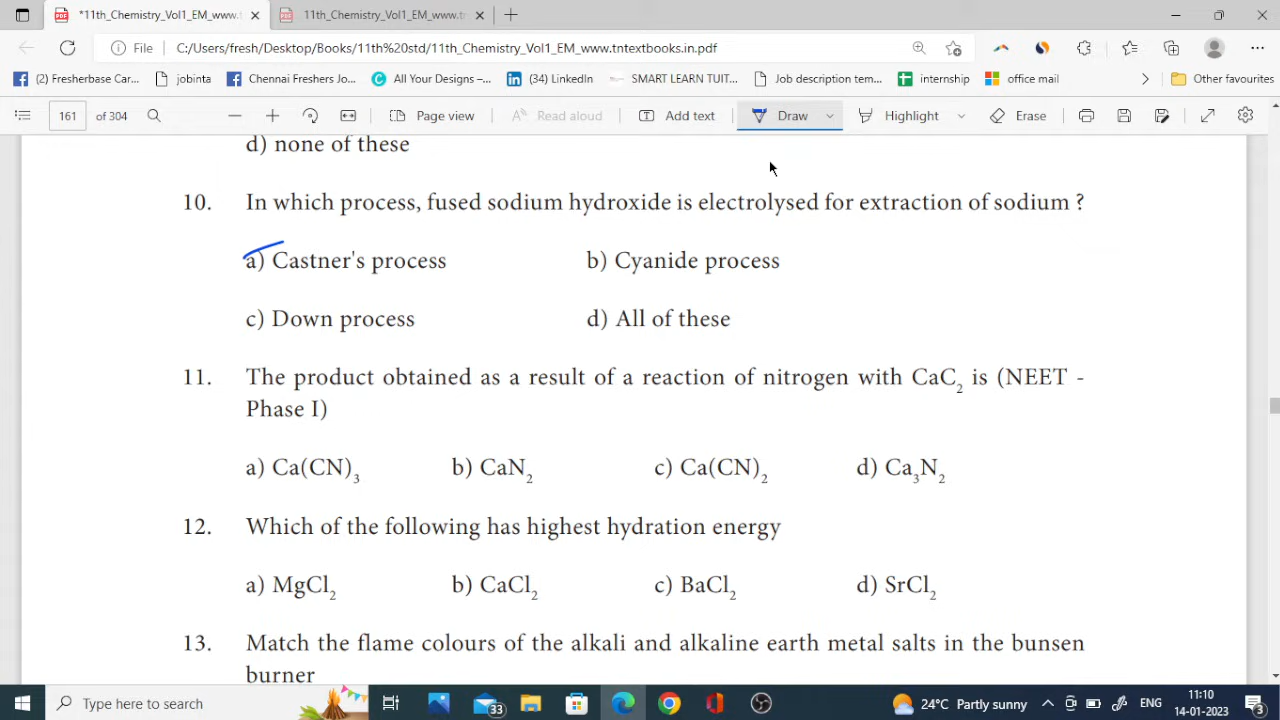 *11th_Chemistry_Vol1_EM_www.t
11th_Chemistry_Vol1_EM_www.tr
File C:/Users/fresh/Desktop/Books/11th%20std/11th_Chemistry_Vol1_EM_www.tntextbooks.in.pdf
(2) Fresherbase Car... jobinta Chennai Freshers Jo... All Your Designs –... (34) LinkedIn SMART LEARN TUIT... Job description tem... internship office mail Other favourites
161 of 304 Page view Read aloud Add text Draw Highlight Erase
d) none of these
10. In which process, fused sodium hydroxide is electrolysed for extraction of sodium ?
a) Castner's process b) Cyanide process
c) Down process d) All of these
11. The product obtained as a result of a reaction of nitrogen with CaC₂ is (NEET -
Phase I)
a) Ca(CN)₃ b) CaN₂ c) Ca(CN)₂ d) Ca₃N₂
12. Which of the following has highest hydration energy
a) MgCl₂ b) CaCl₂ c) BaCl₂ d) SrCl₂
13. Match the flame colours of the alkali and alkaline earth metal salts in the bunsen
burner
Type here to search 33 24°C Partly sunny ENG 11:10
14-01-2023 3